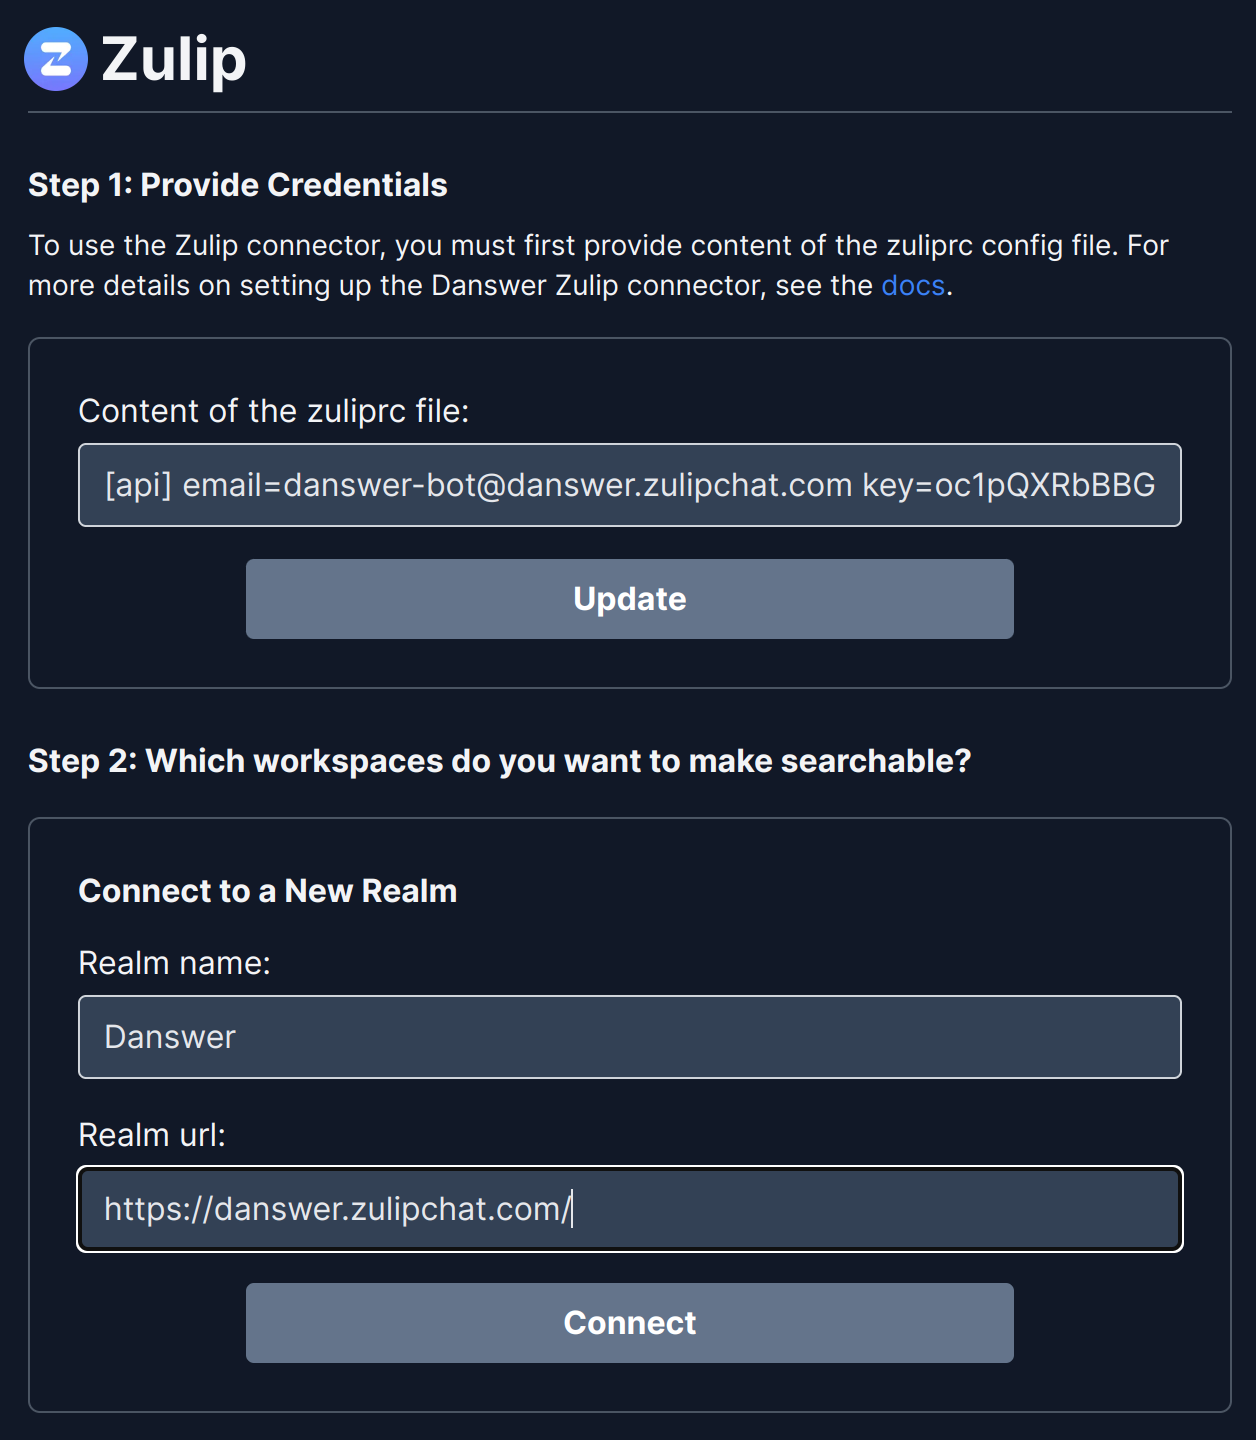 Zulip
Step 1: Provide Credentials
To use the Zulip connector, you must first provide content of the zuliprc config file. For
more details on setting up the Danswer Zulip connector, see the docs.
Content of the zuliprc file:
[api] email=danswer-bot@danswer.zulipchat.com key=oc1pQXRbBBG
Update
Step 2: Which workspaces do you want to make searchable?
Connect to a New Realm
Realm name:
Danswer
Realm url:
https://danswer.zulipchat.com/
Connect